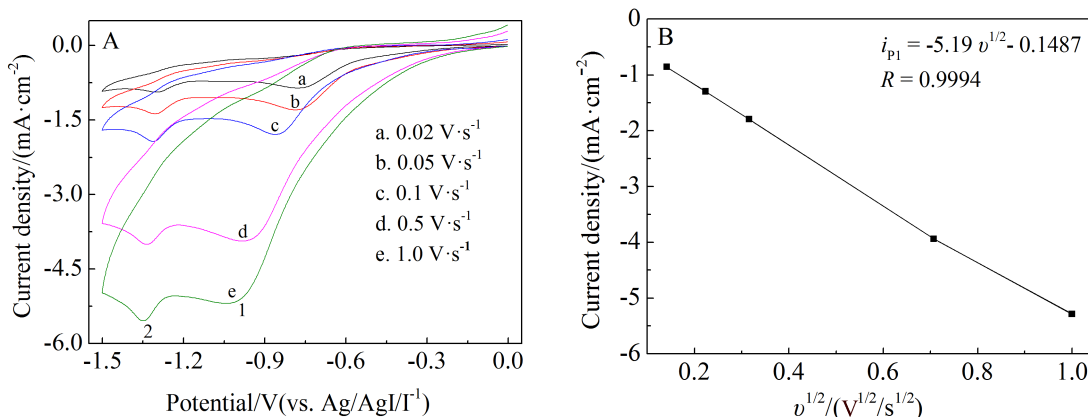 A
Current density/(mA·cm⁻²)
0.0
-1.5
-3.0
-4.5
-6.0
a
b
c
d
e
1
2
a. 0.02 V·s⁻¹
b. 0.05 V·s⁻¹
c. 0.1 V·s⁻¹
d. 0.5 V·s⁻¹
e. 1.0 V·s⁻¹
-1.5 -1.2 -0.9 -0.6 -0.3 0.0
Potential/V(vs. Ag/AgI/I⁻¹)
B
Current density/(mA·cm⁻²)
0
-1
-2
-3
-4
-5
-6
i_P1 = -5.19 υ^1/2- 0.1487
R = 0.9994
0.2 0.4 0.6 0.8 1.0
υ^1/2/(V^1/2/s^1/2)